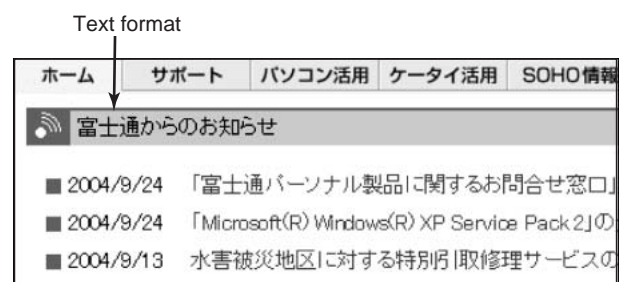 Text format
ホーム サポート パソコン活用 ケータイ活用 SOHO情報
富士通からのお知らせ
■ 2004/9/24 「富士通パーソナル製品に関するお問合せ窓口」
■ 2004/9/24 「Microsoft(R) Windows(R) XP Service Pack 2」の
■ 2004/9/13 水害被災地区に対する特別引取修理サービスの